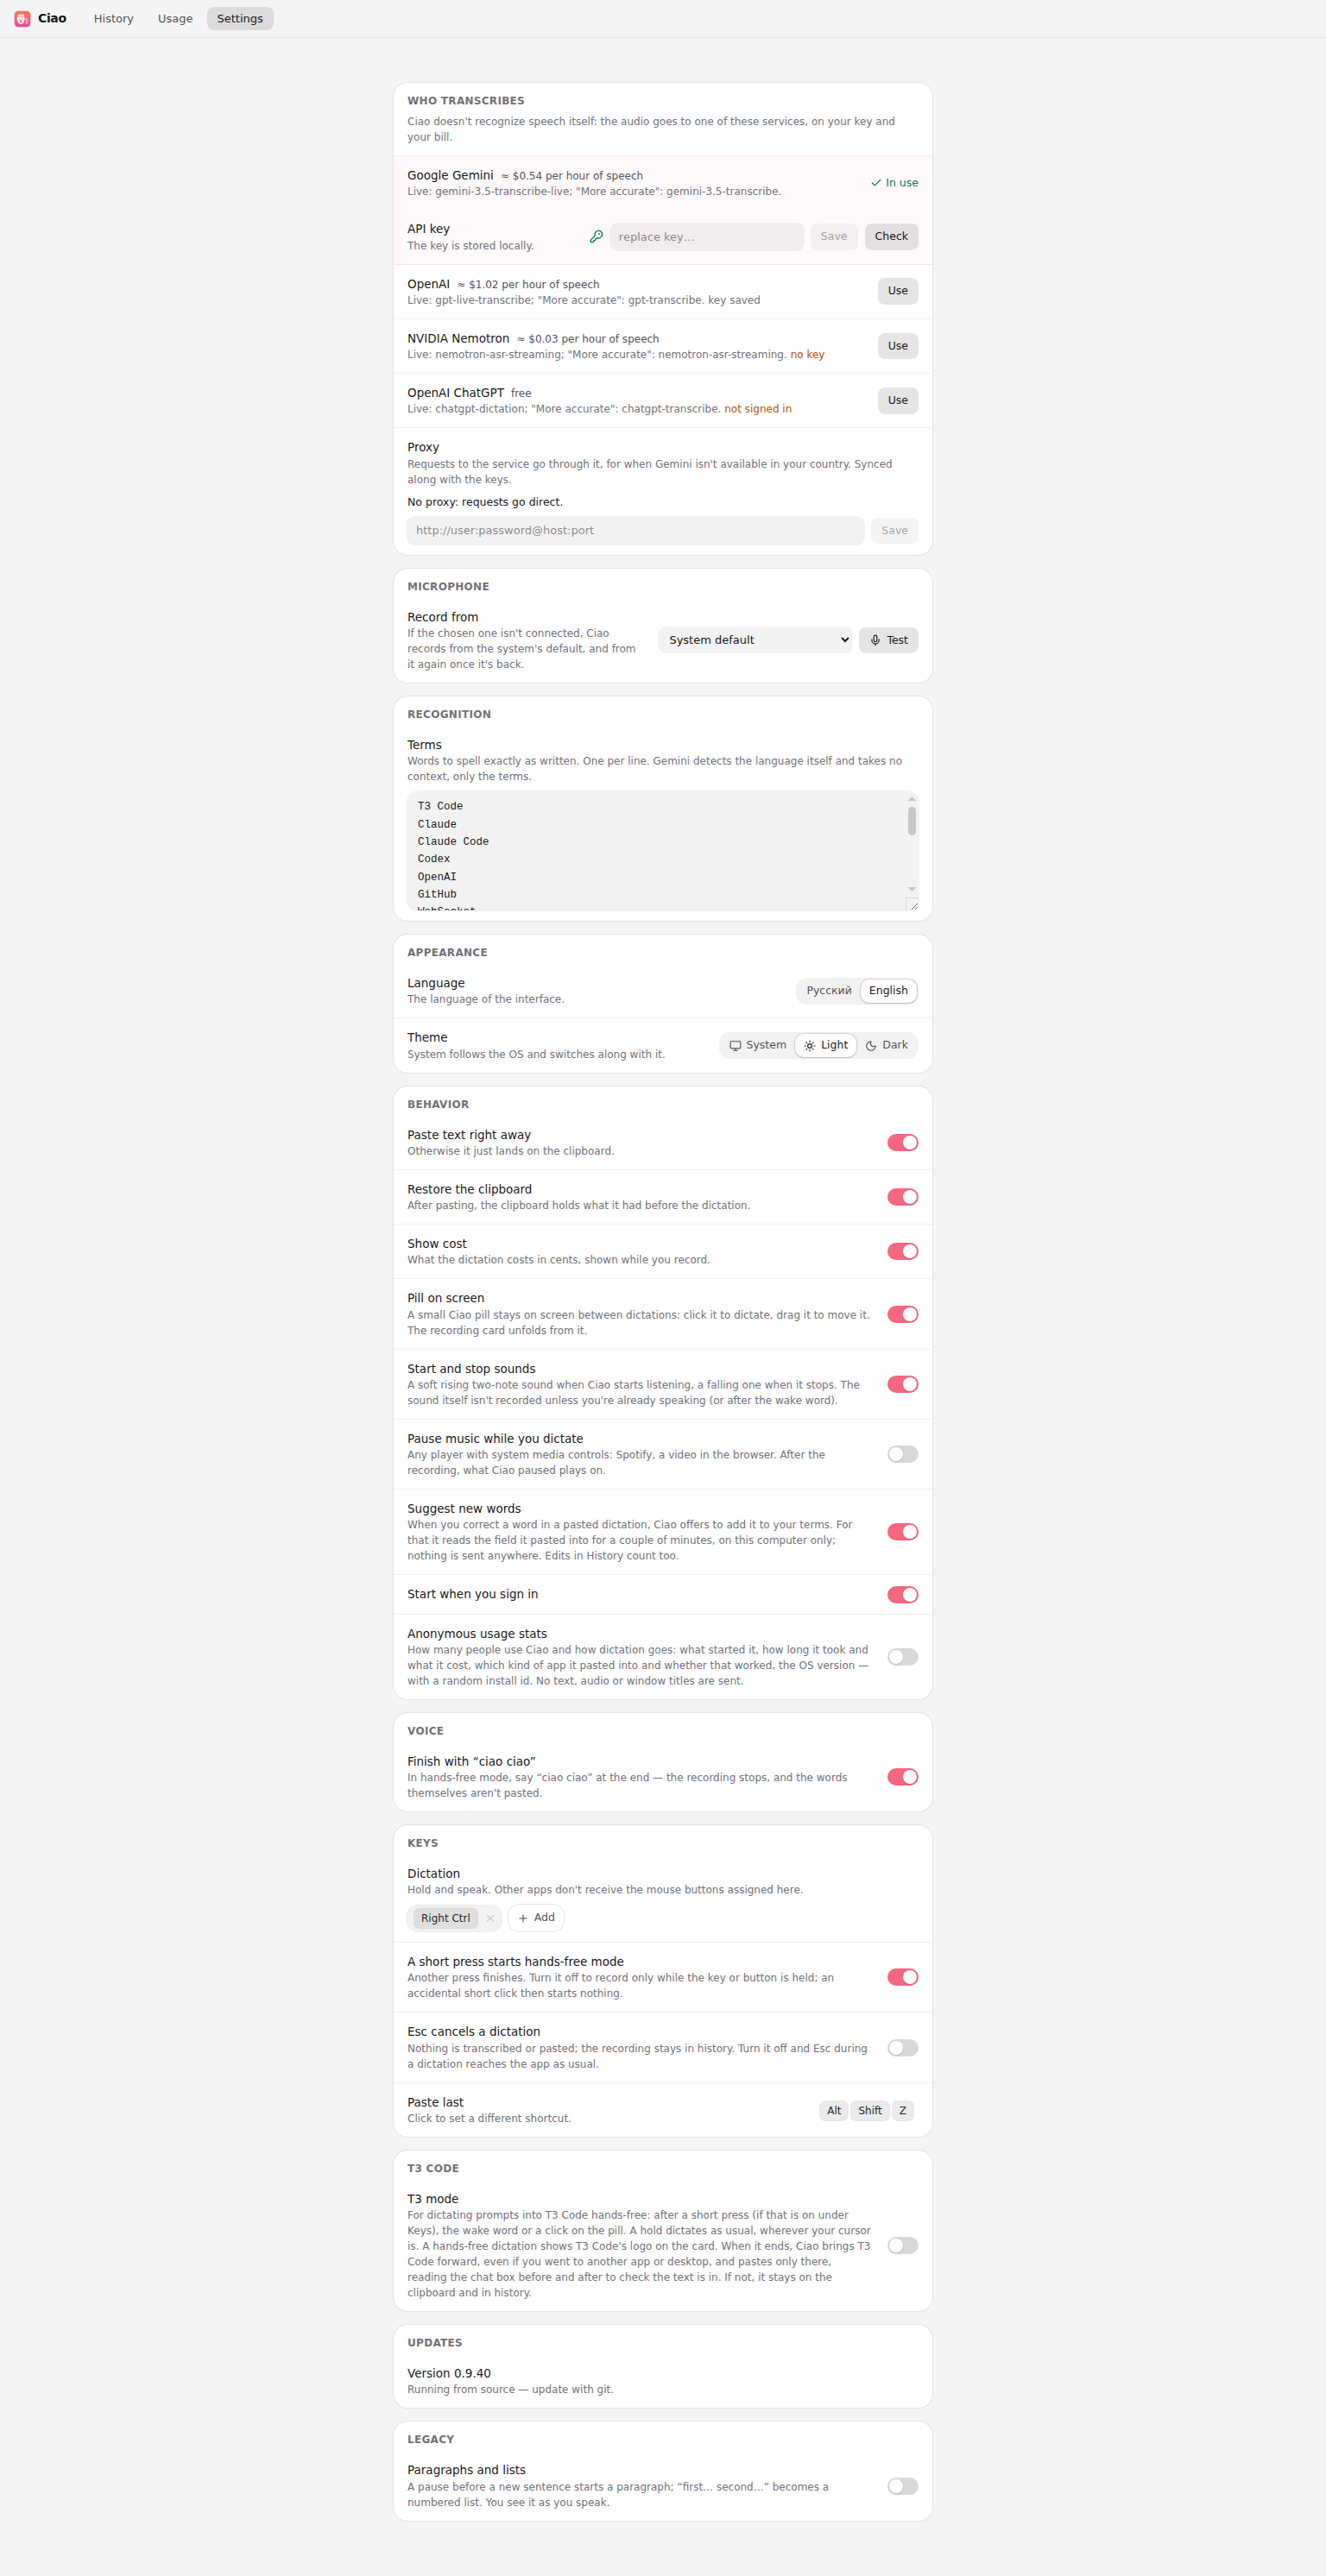 Ciao History Usage Settings
WHO TRANSCRIBES
Ciao doesn't recognize speech itself: the audio goes to one of these services, on your key and
your bill.
Google Gemini ≈ $0.54 per hour of speech
Live: gemini-3.5-transcribe-live; "More accurate": gemini-3.5-transcribe.
In use
API key
The key is stored locally.
replace key… Save Check
OpenAI ≈ $1.02 per hour of speech
Live: gpt-live-transcribe; "More accurate": gpt-transcribe. key saved
Use
NVIDIA Nemotron ≈ $0.03 per hour of speech
Live: nemotron-asr-streaming; "More accurate": nemotron-asr-streaming. no key
Use
OpenAI ChatGPT free
Live: chatgpt-dictation; "More accurate": chatgpt-transcribe. not signed in
Use
Proxy
Requests to the service go through it, for when Gemini isn't available in your country. Synced
along with the keys.
No proxy: requests go direct.
http://user:password@host:port Save
MICROPHONE
Record from
If the chosen one isn't connected, Ciao
records from the system's default, and from
it again once it's back.
System default Test
RECOGNITION
Terms
Words to spell exactly as written. One per line. Gemini detects the language itself and takes no
context, only the terms.
T3 Code
Claude
Claude Code
Codex
OpenAI
GitHub
WebSocket
APPEARANCE
Language
The language of the interface.
Русский English
Theme
System follows the OS and switches along with it.
System Light Dark
BEHAVIOR
Paste text right away
Otherwise it just lands on the clipboard.
Restore the clipboard
After pasting, the clipboard holds what it had before the dictation.
Show cost
What the dictation costs in cents, shown while you record.
Pill on screen
A small Ciao pill stays on screen between dictations: click it to dictate, drag it to move it.
The recording card unfolds from it.
Start and stop sounds
A soft rising two-note sound when Ciao starts listening, a falling one when it stops. The
sound itself isn't recorded unless you're already speaking (or after the wake word).
Pause music while you dictate
Any player with system media controls: Spotify, a video in the browser. After the
recording, what Ciao paused plays on.
Suggest new words
When you correct a word in a pasted dictation, Ciao offers to add it to your terms. For
that it reads the field it pasted into for a couple of minutes, on this computer only;
nothing is sent anywhere. Edits in History count too.
Start when you sign in
Anonymous usage stats
How many people use Ciao and how dictation goes: what started it, how long it took and
what it cost, which kind of app it pasted into and whether that worked, the OS version —
with a random install id. No text, audio or window titles are sent.
VOICE
Finish with “ciao ciao”
In hands-free mode, say “ciao ciao” at the end — the recording stops, and the words
themselves aren't pasted.
KEYS
Dictation
Hold and speak. Other apps don't receive the mouse buttons assigned here.
Right Ctrl × + Add
A short press starts hands-free mode
Another press finishes. Turn it off to record only while the key or button is held; an
accidental short click then starts nothing.
Esc cancels a dictation
Nothing is transcribed or pasted; the recording stays in history. Turn it off and Esc during
a dictation reaches the app as usual.
Paste last
Click to set a different shortcut.
Alt Shift Z
T3 CODE
T3 mode
For dictating prompts into T3 Code hands-free: after a short press (if that is on under
Keys), the wake word or a click on the pill. A hold dictates as usual, wherever your cursor
is. A hands-free dictation shows T3 Code's logo on the card. When it ends, Ciao brings T3
Code forward, even if you went to another app or desktop, and pastes only there,
reading the chat box before and after to check the text is in. If not, it stays on the
clipboard and in history.
UPDATES
Version 0.9.40
Running from source — update with git.
LEGACY
Paragraphs and lists
A pause before a new sentence starts a paragraph; “first… second…” becomes a
numbered list. You see it as you speak.